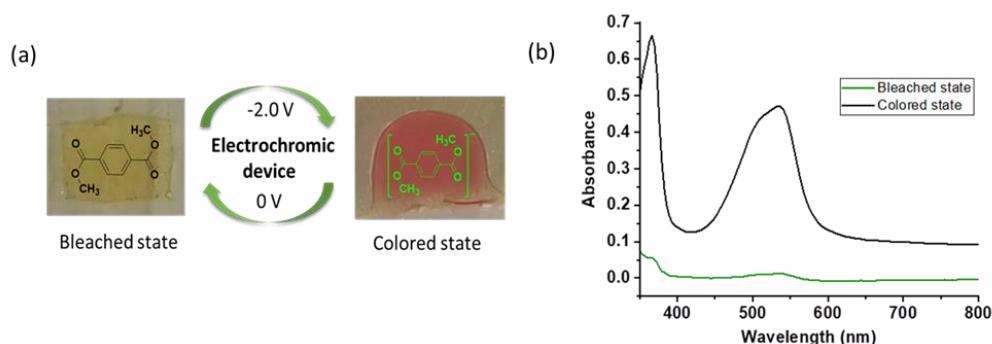 (a)
-2.0 V
Electrochromic
device
0 V
H₃C
O
O
O
O
CH₃
Bleached state
H₃C
O
O
O
O
CH₃
-
Colored state
(b)
0.7
0.6
0.5
0.4
0.3
0.2
0.1
0.0
Absorbance
Bleached state
Colored state
400
500
600
700
800
Wavelength (nm)